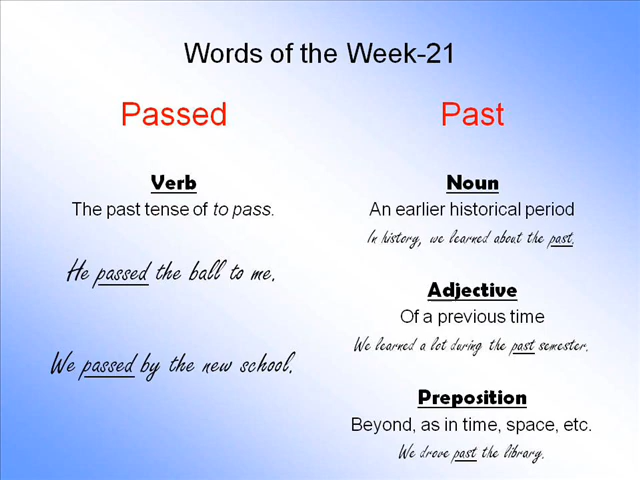 Words of the Week-21
Passed
Verb
The past tense of to pass.
He passed the ball to me.
We passed by the new school.
Past
Noun
An earlier historical period
In history, we learned about the past.
Adjective
Of a previous time
We learned a lot during the past semester.
Preposition
Beyond, as in time, space, etc.
We drove past the library.